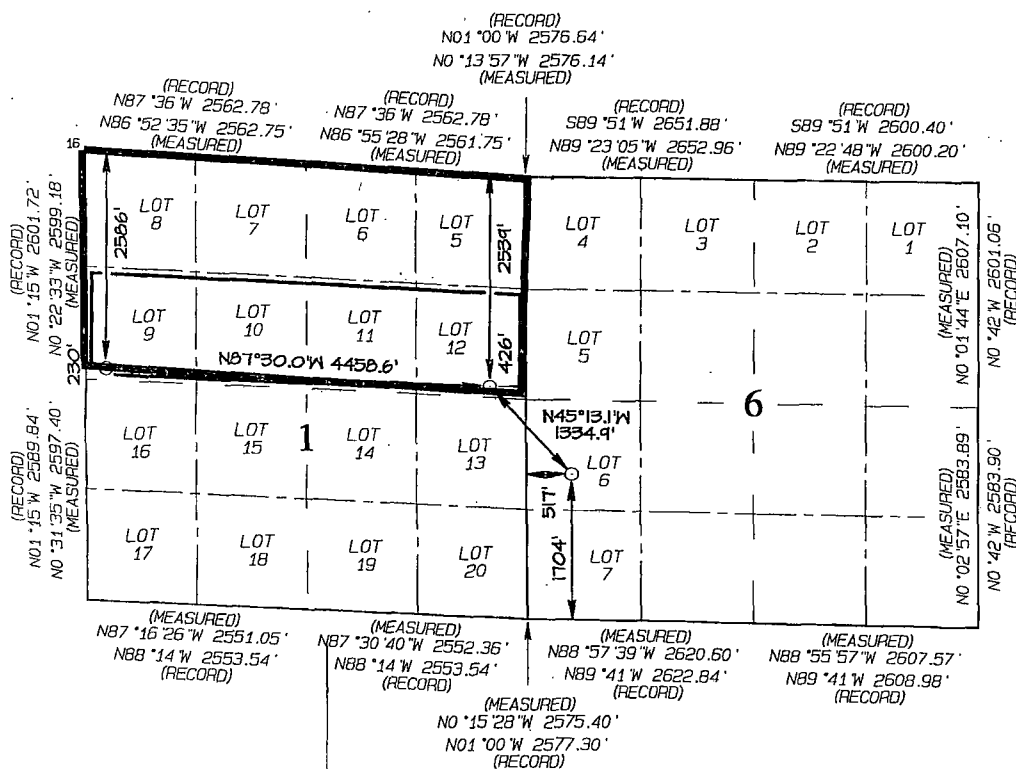 (RECORD)
N01 °00 'W 2576.64'
N0 °13 '57 "W 2576.14'
(MEASURED)
(RECORD)
N87 °36 'W 2562.78'
N86 °52 '35 "W 2562.75'
(MEASURED)
(RECORD)
N87 °36 'W 2562.78'
N86 °55 '28 "W 2561.75'
(MEASURED)
(RECORD)
S89 °51 'W 2651.88'
N89 °23 '05 "W 2652.96'
(MEASURED)
(RECORD)
S89 °51 'W 2600.40'
N89 °22 '48 "W 2600.20'
(MEASURED)
16
(RECORD)
N01 °15 'W 2601.72'
N0 °22 '33 "W 2599.18'
(MEASURED)
2586'
LOT
8
LOT
7
LOT
6
LOT
5
2539'
LOT
4
LOT
3
LOT
2
LOT
1
(MEASURED)
N0 °01 '44 "E 2607.10'
N0 °42 'W 2601.06'
(RECORD)
LOT
9
LOT
10
LOT
11
LOT
12
LOT
5
426'
230'
N87°30.0'W 4458.6'
6
N45°13.1'W
1334.9'
(RECORD)
N01 °15 'W 2589.84'
N0 °31 '35 "W 2597.40'
(MEASURED)
LOT
16
LOT
15
1
LOT
14
LOT
13
LOT
6
517'
1704'
(MEASURED)
N0 °02 '57 "E 2583.89'
N0 °42 'W 2583.90'
(RECORD)
LOT
17
LOT
18
LOT
19
LOT
20
LOT
7
(MEASURED)
N87 °16 '26 "W 2551.05'
N88 °14 'W 2553.54'
(RECORD)
(MEASURED)
N87 °30 '40 "W 2552.36'
N88 °14 'W 2553.54'
(RECORD)
(MEASURED)
N88 °57 '39 "W 2620.60'
N89 °41 'W 2622.84'
(RECORD)
(MEASURED)
N88 °55 '57 "W 2607.57'
N89 °41 'W 2608.98'
(RECORD)
(MEASURED)
N0 °15 '28 "W 2575.40'
N01 °00 'W 2577.30'
(RECORD)